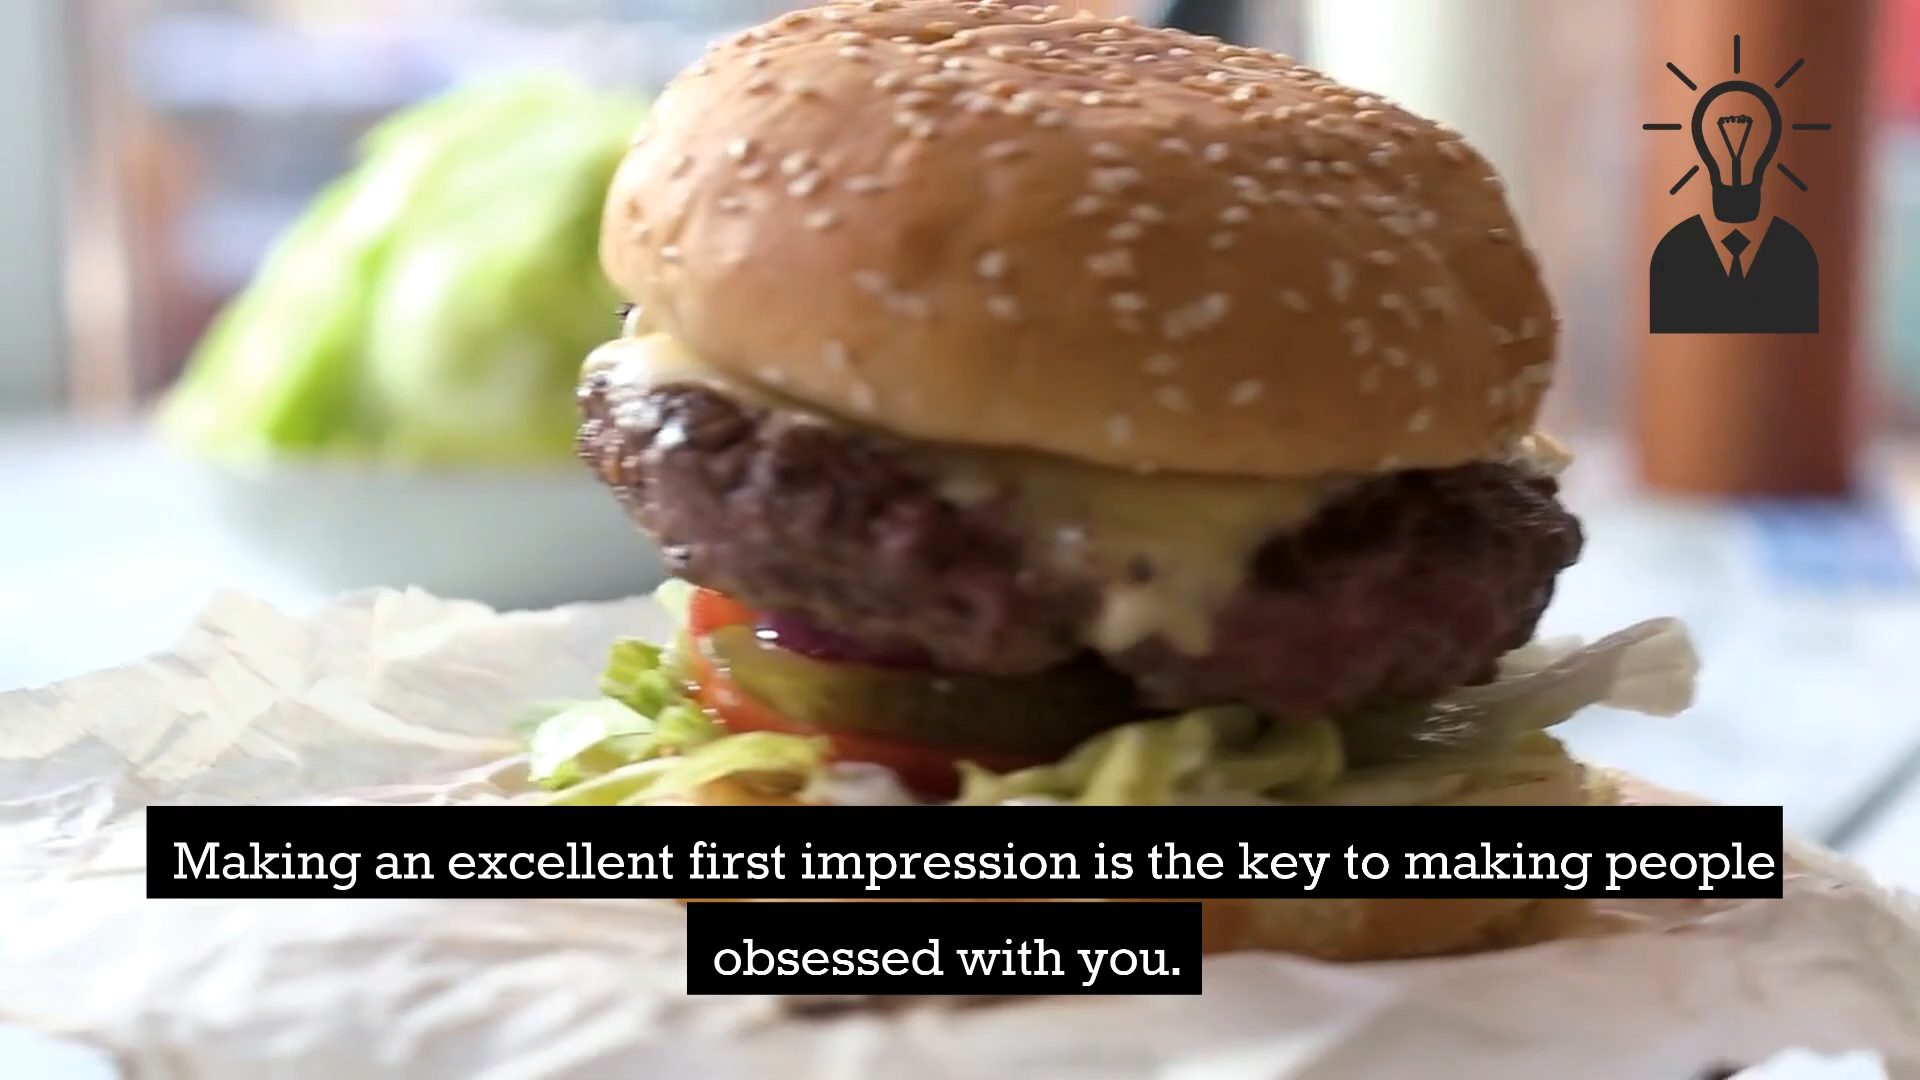 Making an excellent first impression is the key to making people
obsessed with you.